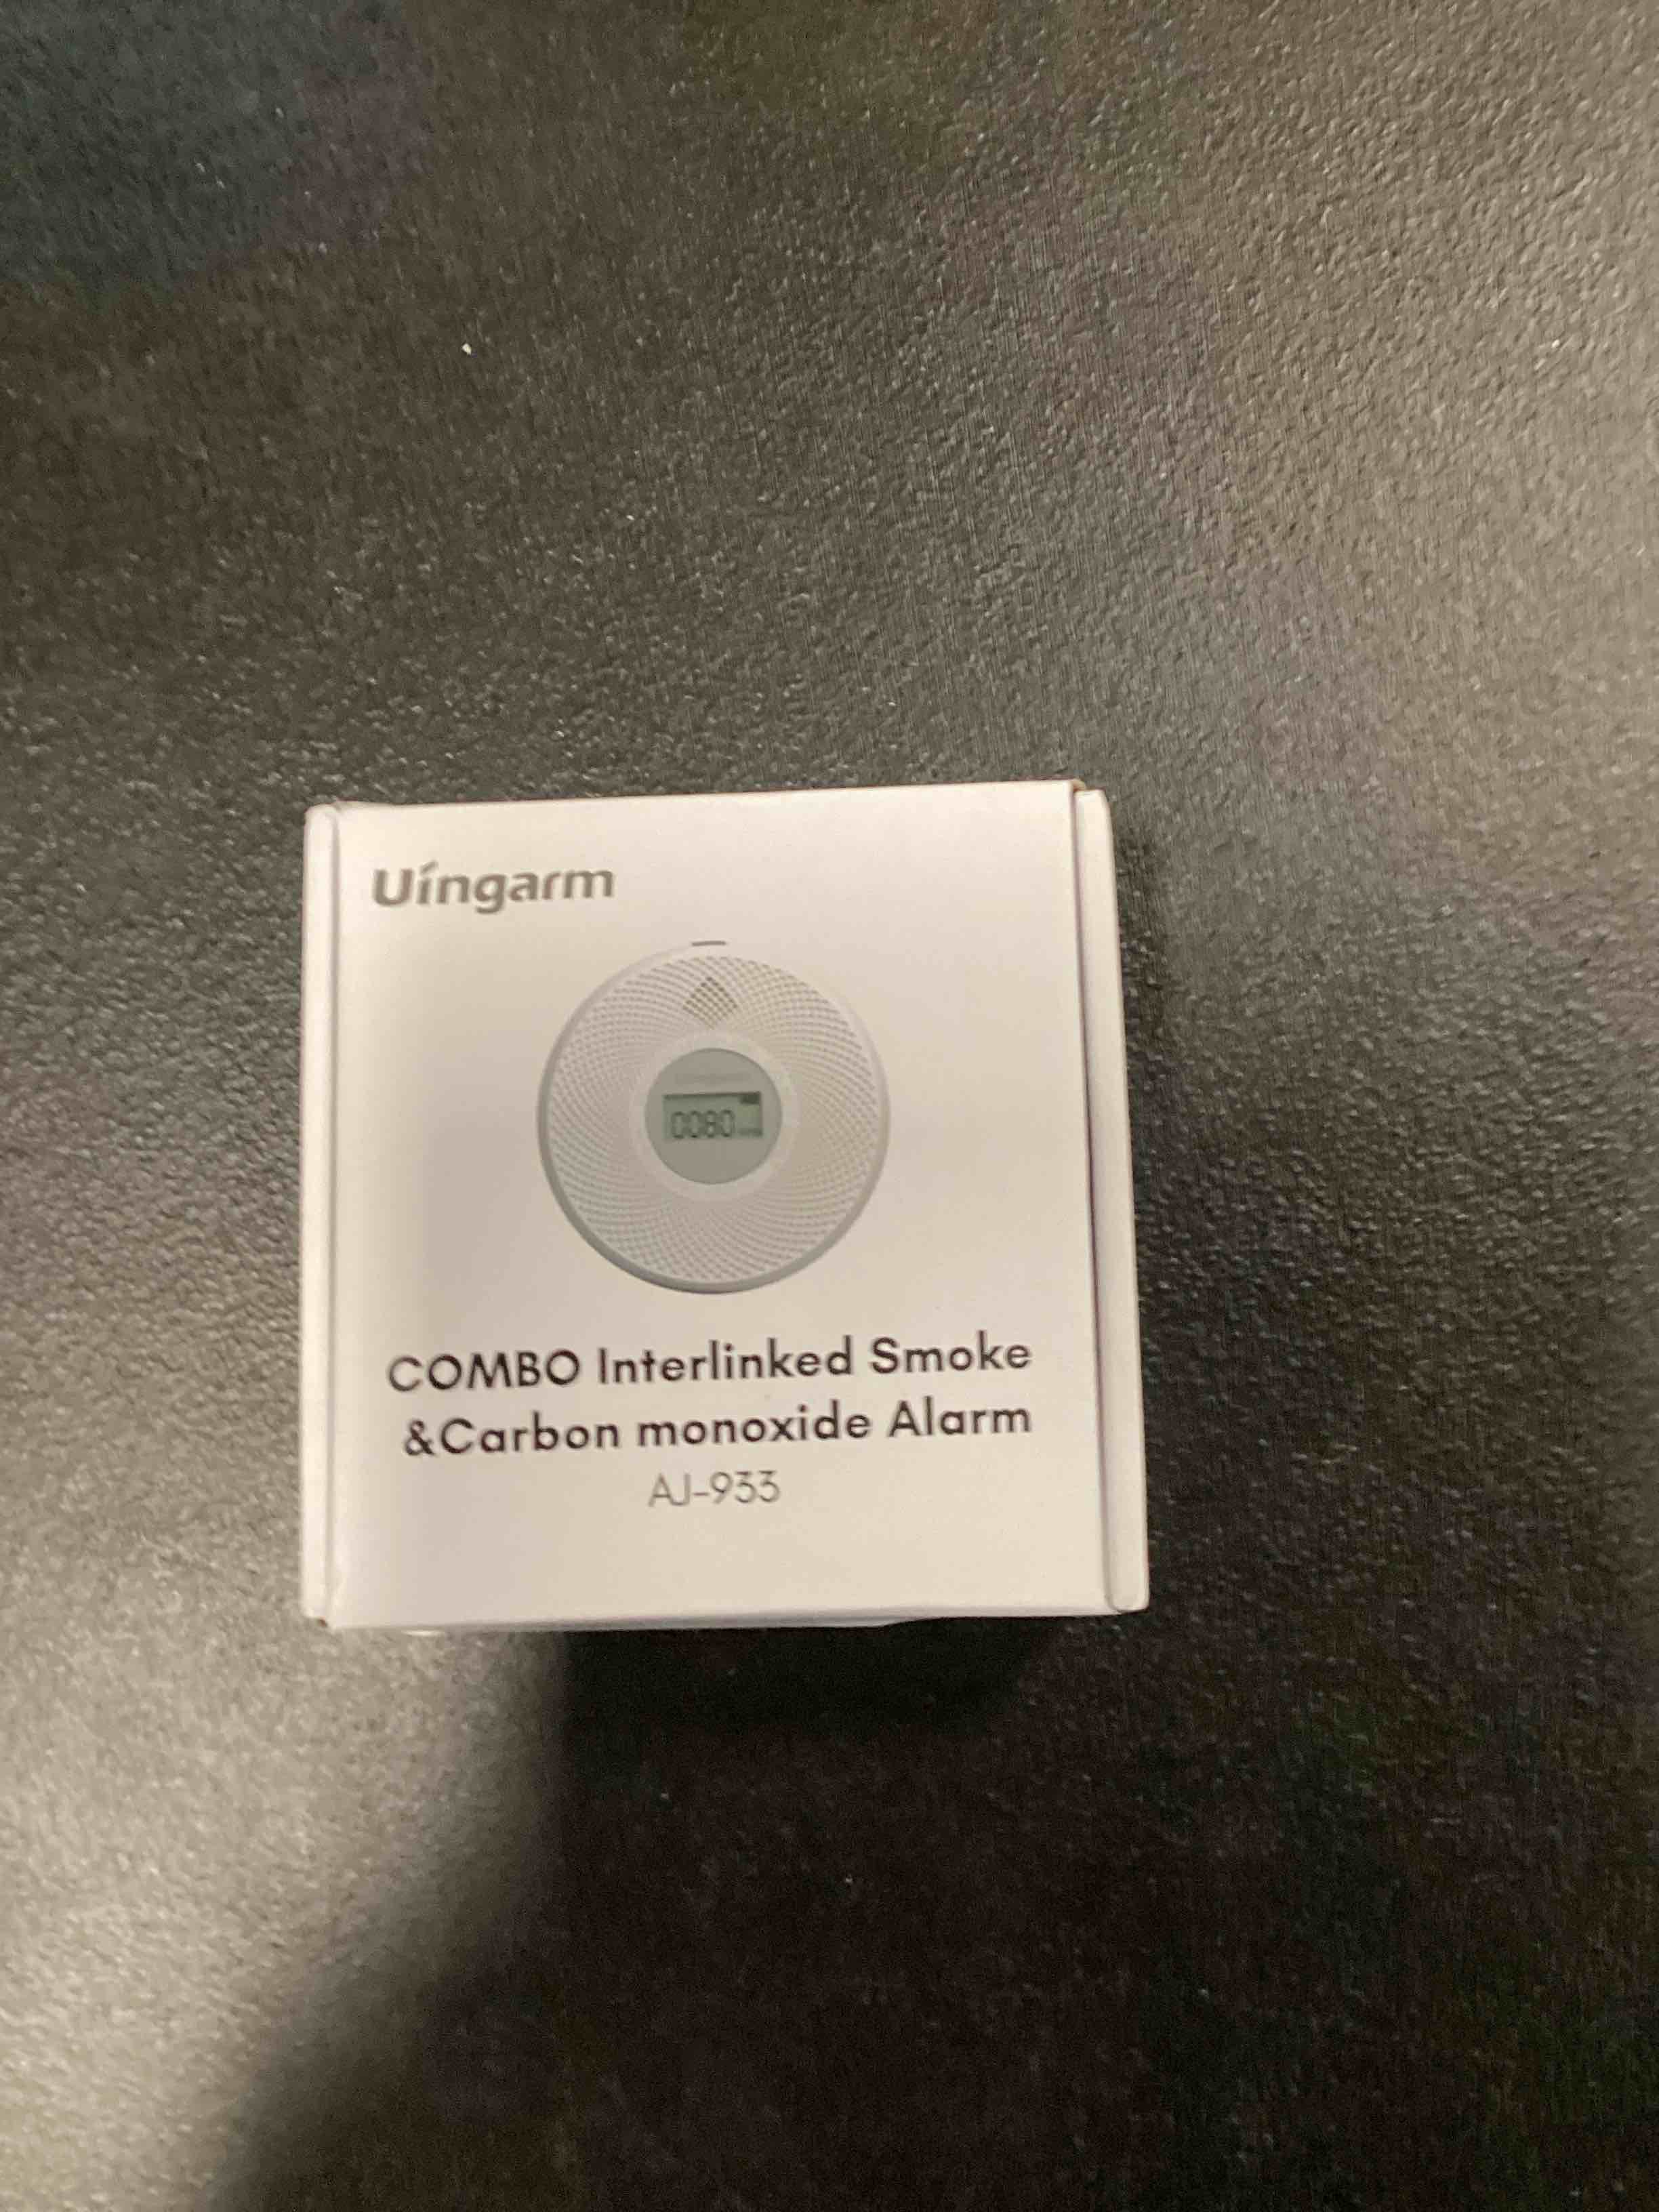 Uíngarm
0080
COMBO Interlinked Smoke
&Carbon monoxide Alarm
AJ-933